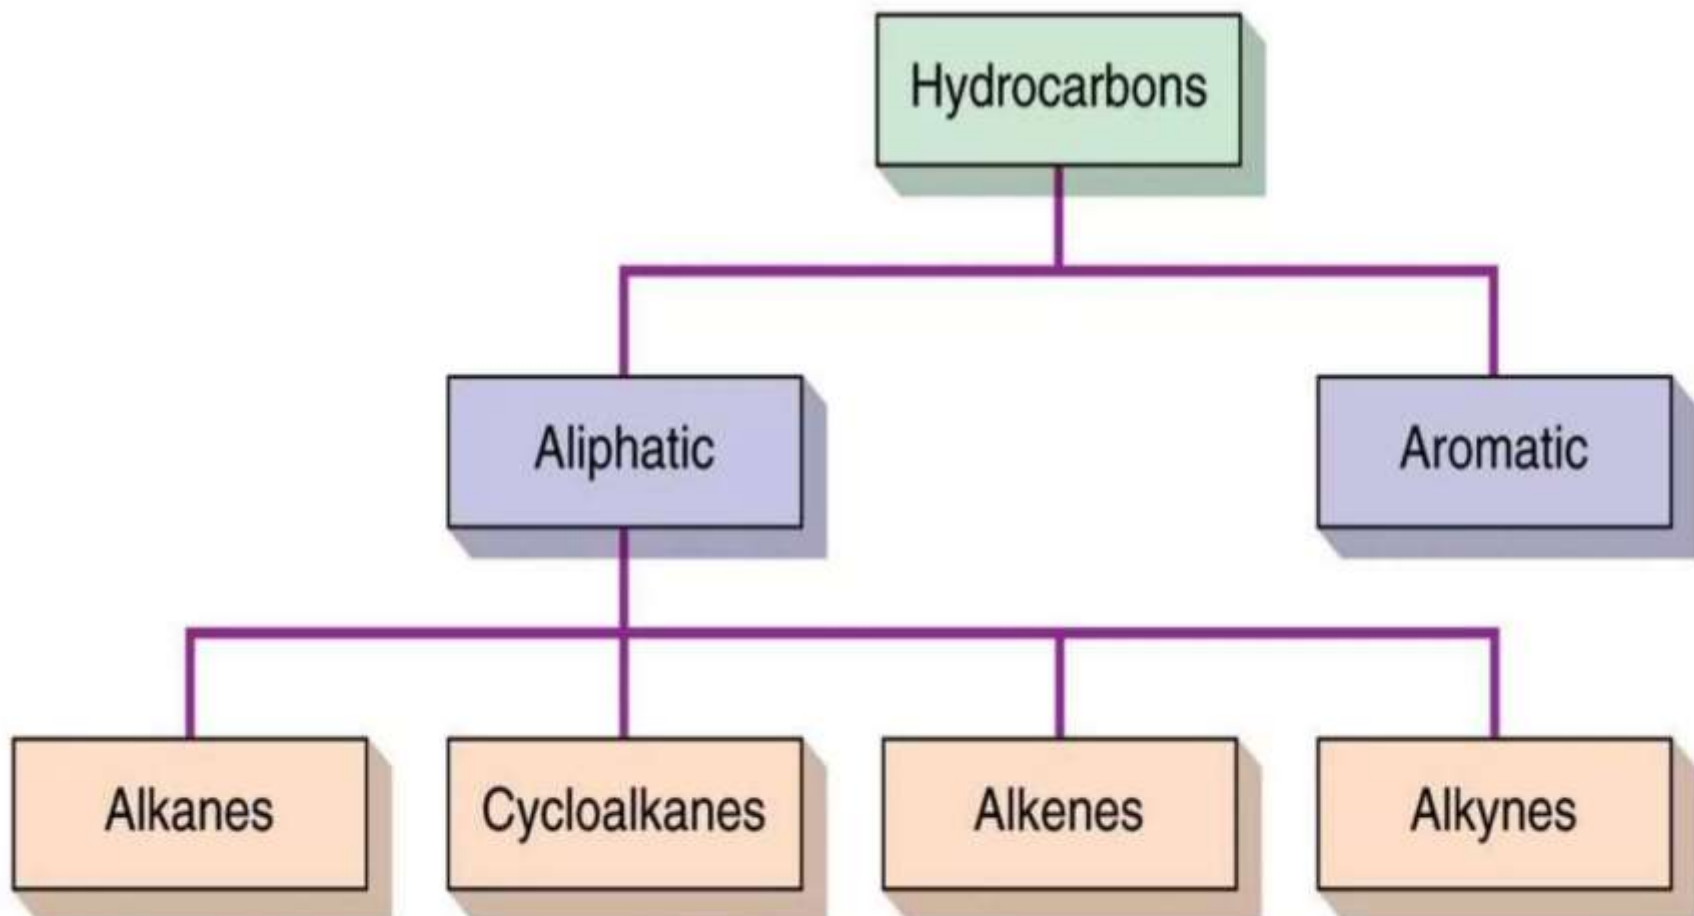 Hydrocarbons
Aliphatic
Aromatic
Alkanes
Cycloalkanes
Alkenes
Alkynes